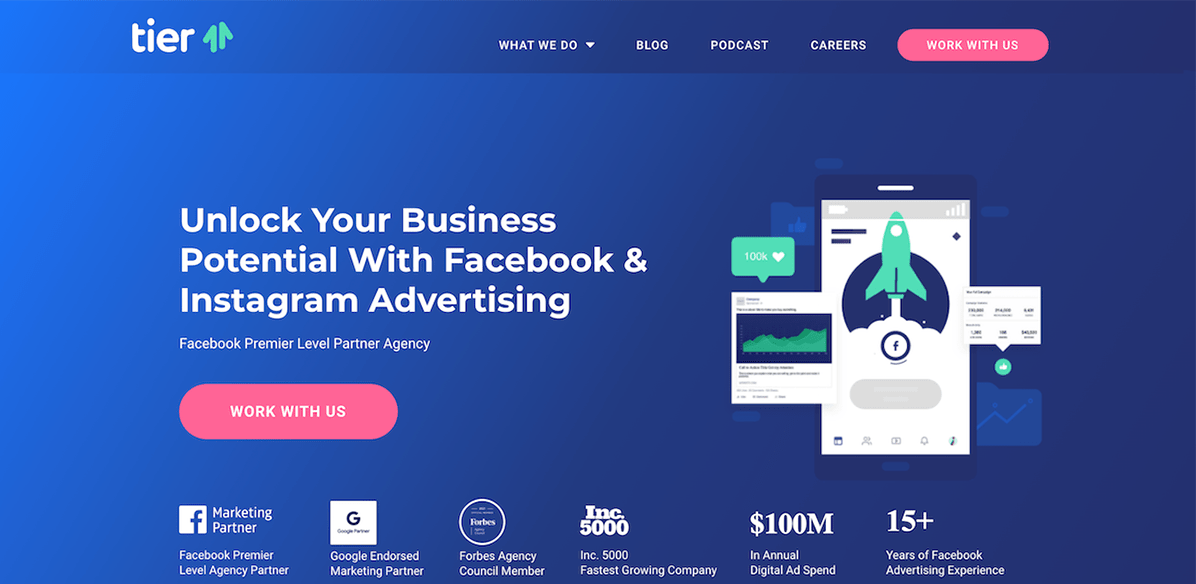 tier
WHAT WE DO
BLOG
PODCAST
CAREERS
WORK WITH US
Unlock Your Business
Potential With Facebook &
Instagram Advertising
Facebook Premier Level Partner Agency
WORK WITH US
100k
Marketing
Partner
Facebook Premier
Level Agency Partner
G
Google Partner
Google Endorsed
Marketing Partner
Forbes
Forbes Agency
Council Member
Inc.
5000
Inc. 5000
Fastest Growing Company
$100M
In Annual
Digital Ad Spend
15+
Years of Facebook
Advertising Experience